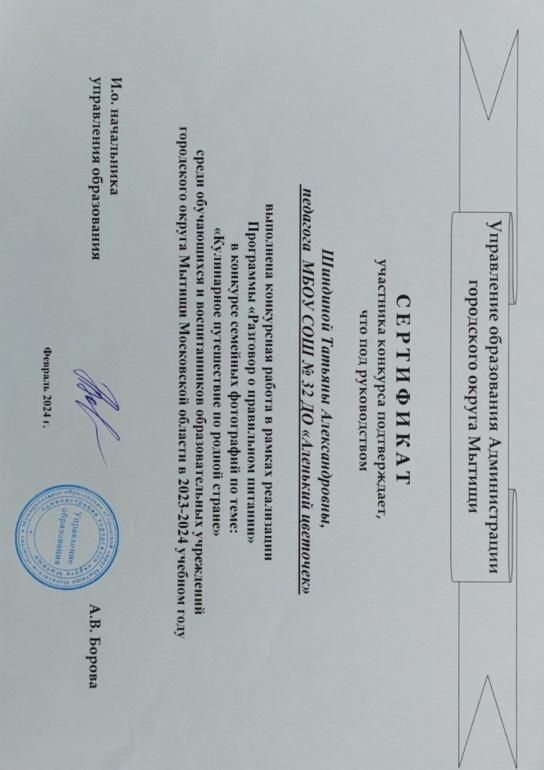 Управление образования Администрации
городского округа Мытищи
СЕРТИФИКАТ
участника конкурса подтверждает,
что под руководством
Шиндиной Татьяны Александровны,
педагога МБОУ СОШ № 32 ДО «Аленький цветочек»
выполнена конкурсная работа в рамках реализации
Программы «Разговор о правильном питании»
в конкурсе семейных фотографий по теме:
«Кулинарное путешествие по родной стране»
среди обучающихся и воспитанников образовательных учреждений
городского округа Мытищи Московской области в 2023-2024 учебном году
И.о. начальника
управления образования
А.В. Борова
Управление
образования
Февраль 2024 г.